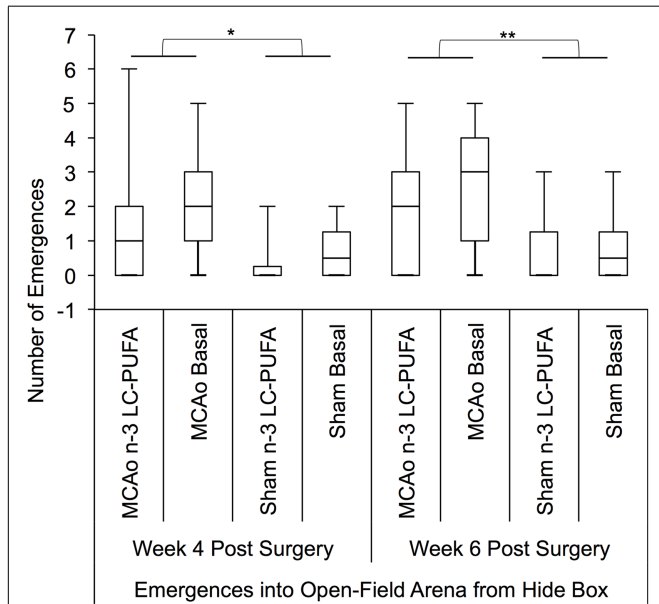 7
6
5
4
3
2
1
0
-1
*
**
Number of Emergences
MCAo n-3 LC-PUFA
MCAo Basal
Sham n-3 LC-PUFA
Sham Basal
MCAo n-3 LC-PUFA
MCAo Basal
Sham n-3 LC-PUFA
Sham Basal
Week 4 Post Surgery
Week 6 Post Surgery
Emergences into Open-Field Arena from Hide Box